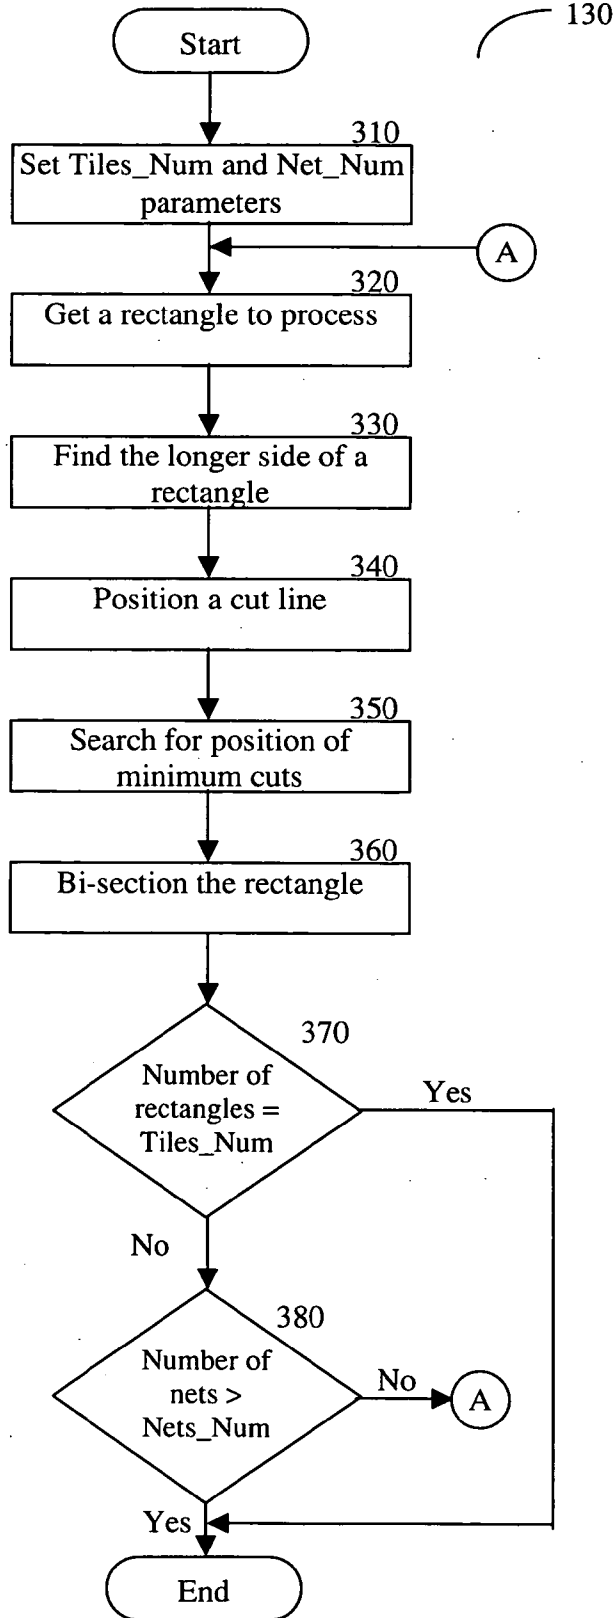 130
Start
310
Set Tiles_Num and Net_Num
parameters
A
320
Get a rectangle to process
330
Find the longer side of a
rectangle
340
Position a cut line
350
Search for position of
minimum cuts
360
Bi-section the rectangle
370
Number of
rectangles =
Tiles_Num
Yes
No
380
Number of
nets >
Nets_Num
No
A
Yes
End